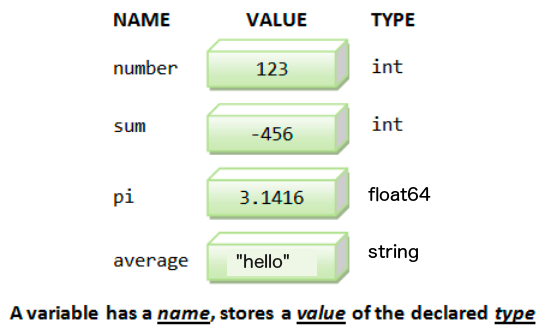 NAME VALUE TYPE
number 123 int
sum -456 int
pi 3.1416 float64
average "hello" string
A variable has a name, stores a value of the declared type